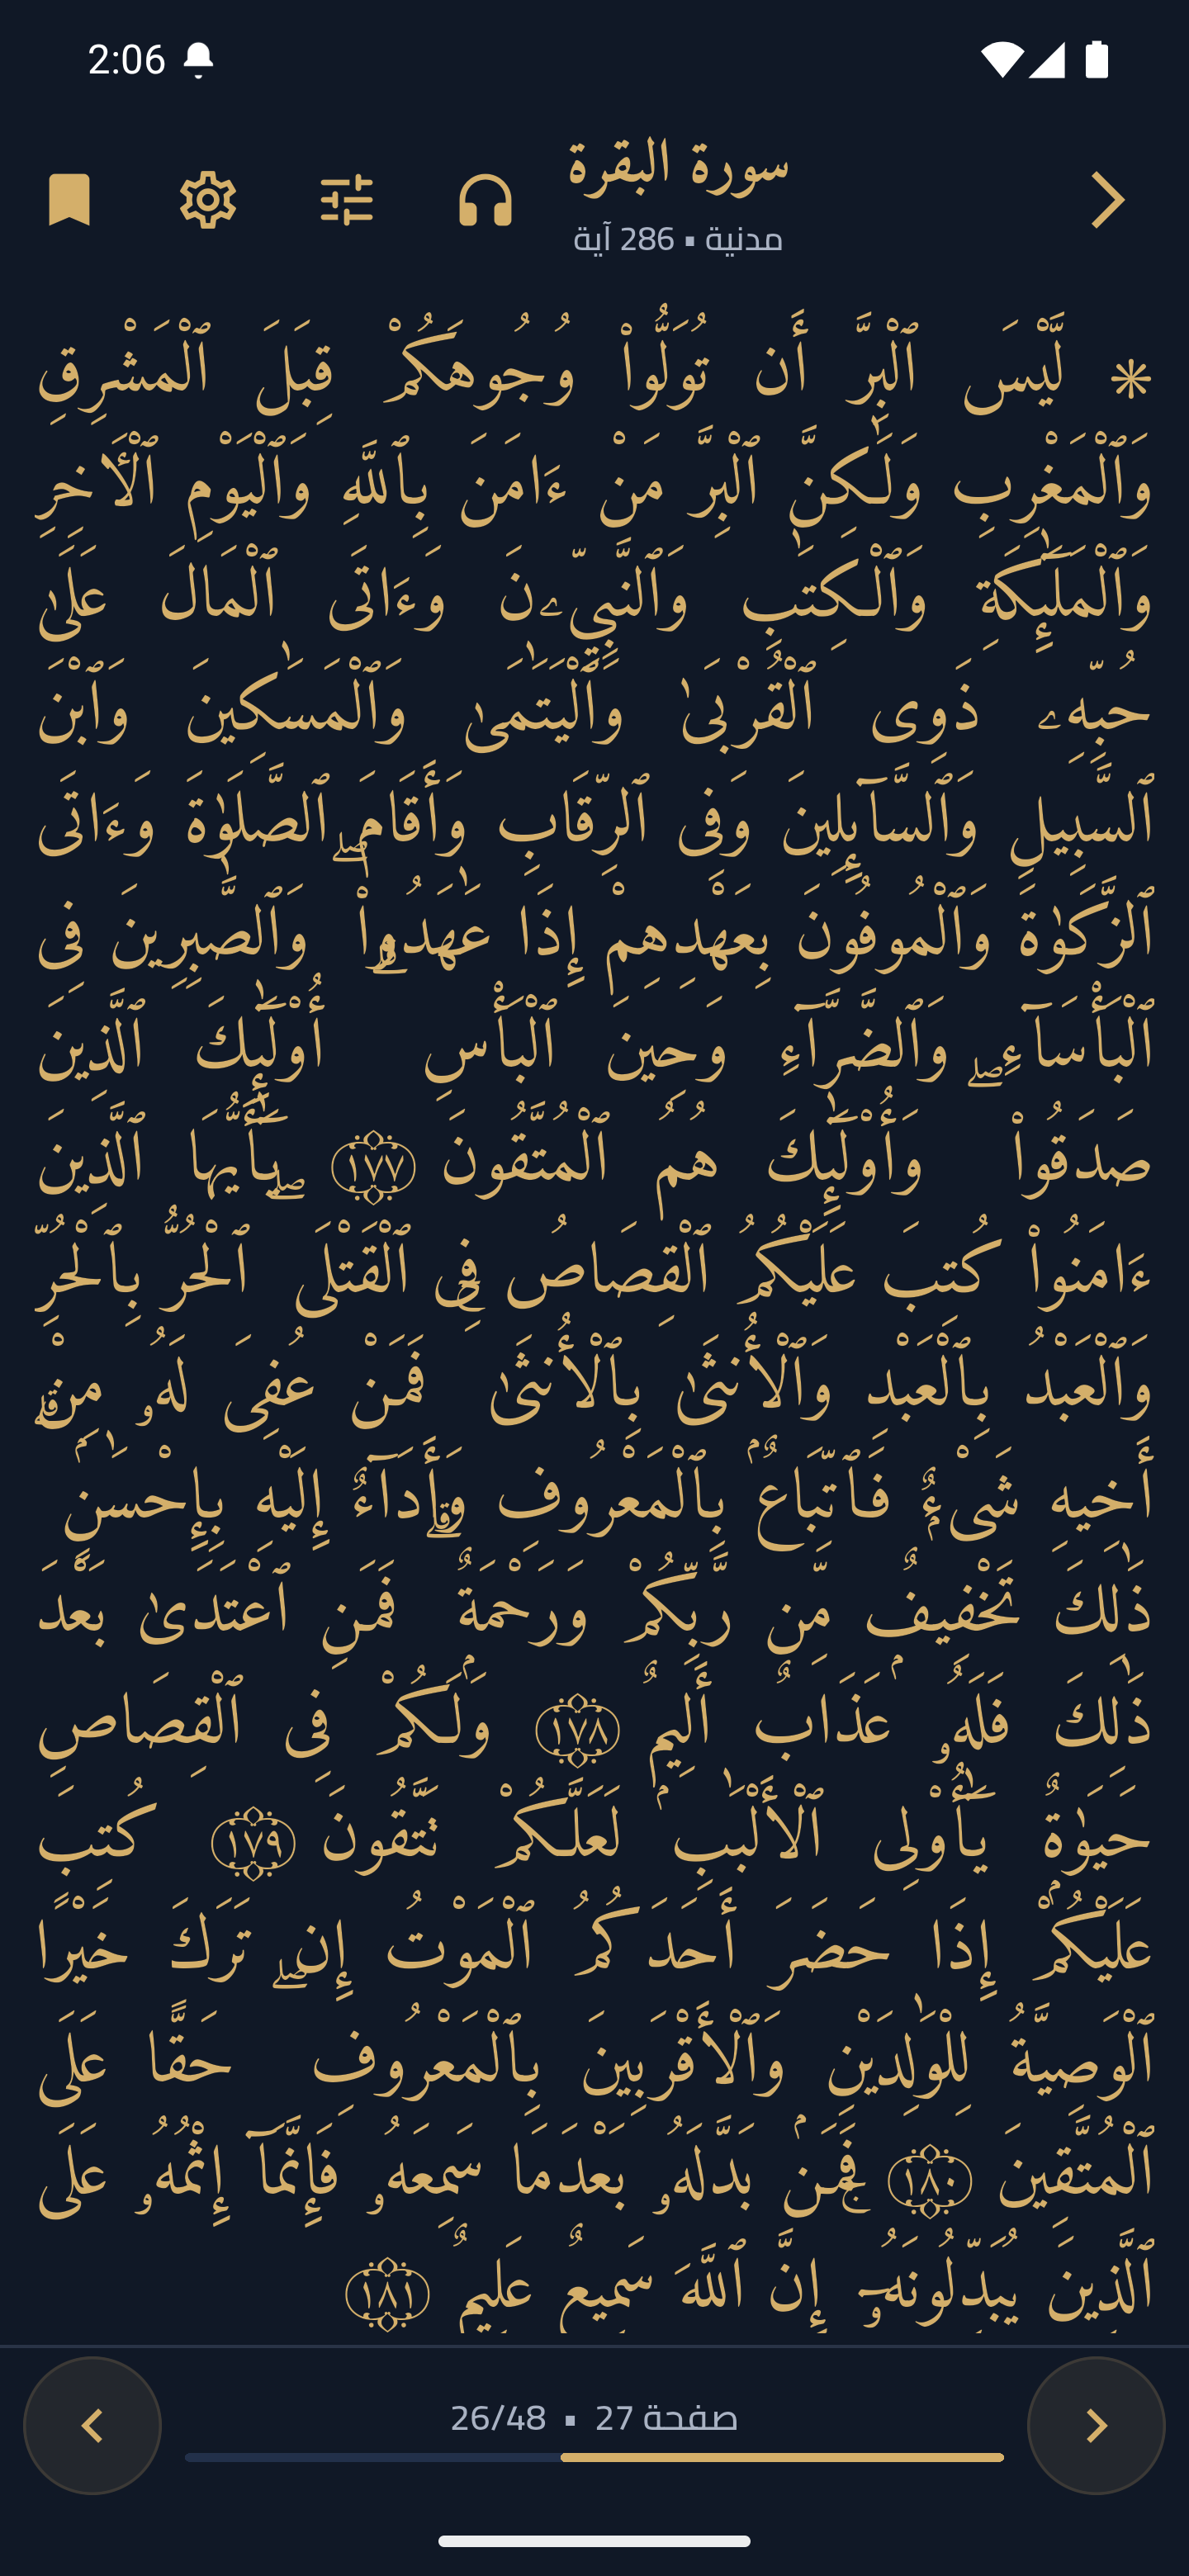 2:06
سورة البقرة
مدنية ▪ 286 آية
۞ لَّيْسَ ٱلْبِرَّ أَن تُوَلُّوا۟ وُجُوهَكُمْ قِبَلَ ٱلْمَشْرِقِ
وَٱلْمَغْرِبِ وَلَٰكِنَّ ٱلْبِرَّ مَنْ ءَامَنَ بِٱللَّهِ وَٱلْيَوْمِ ٱلْءَاخِرِ
وَٱلْمَلَٰٓئِكَةِ وَٱلْكِتَٰبِ وَٱلنَّبِيِّۦنَ وَءَاتَى ٱلْمَالَ عَلَىٰ
حُبِّهِۦ ذَوِى ٱلْقُرْبَىٰ وَٱلْيَتَٰمَىٰ وَٱلْمَسَٰكِينَ وَٱبْنَ
ٱلسَّبِيلِ وَٱلسَّآئِلِينَ وَفِى ٱلرِّقَابِ وَأَقَامَ ٱلصَّلَوٰةَ وَءَاتَى
ٱلزَّكَوٰةَ وَٱلْمُوفُونَ بِعَهْدِهِمْ إِذَا عَٰهَدُوا۟ ۖ وَٱلصَّٰبِرِينَ فِى
ٱلْبَأْسَآءِ وَٱلضَّرَّآءِ وَحِينَ ٱلْبَأْسِ ۗ أُو۟لَٰٓئِكَ ٱلَّذِينَ
صَدَقُوا۟ ۖ وَأُو۟لَٰٓئِكَ هُمُ ٱلْمُتَّقُونَ ١٧٧ يَٰٓأَيُّهَا ٱلَّذِينَ
ءَامَنُوا۟ كُتِبَ عَلَيْكُمُ ٱلْقِصَاصُ فِى ٱلْقَتْلَى ۖ ٱلْحُرُّ بِٱلْحُرِّ
وَٱلْعَبْدُ بِٱلْعَبْدِ وَٱلْأُنثَىٰ بِٱلْأُنثَىٰ ۚ فَمَنْ عُفِىَ لَهُۥ مِنْ
أَخِيهِ شَىْءٌ فَٱتِّبَاعٌۢ بِٱلْمَعْرُوفِ وَأَدَآءٌ إِلَيْهِ بِإِحْسَٰنٍ ۗ
ذَٰلِكَ تَخْفِيفٌ مِّن رَّبِّكُمْ وَرَحْمَةٌ ۗ فَمَنِ ٱعْتَدَىٰ بَعْدَ
ذَٰلِكَ فَلَهُۥ عَذَابٌ أَلِيمٌ ١٧٨ وَلَكُمْ فِى ٱلْقِصَاصِ
حَيَوٰةٌ يَٰٓأُو۟لِى ٱلْأَلْبَٰبِ لَعَلَّكُمْ تَتَّقُونَ ١٧٩ كُتِبَ
عَلَيْكُمْ إِذَا حَضَرَ أَحَدَكُمُ ٱلْمَوْتُ إِن تَرَكَ خَيْرًا
ٱلْوَصِيَّةُ لِلْوَٰلِدَيْنِ وَٱلْأَقْرَبِينَ بِٱلْمَعْرُوفِ ۖ حَقًّا عَلَى
ٱلْمُتَّقِينَ ١٨٠ فَمَنۢ بَدَّلَهُۥ بَعْدَمَا سَمِعَهُۥ فَإِنَّمَآ إِثْمُهُۥ عَلَى
ٱلَّذِينَ يُبَدِّلُونَهُۥٓ ۚ إِنَّ ٱللَّهَ سَمِيعٌ عَلِيمٌ ١٨١
صفحة 27 ▪ 26/48